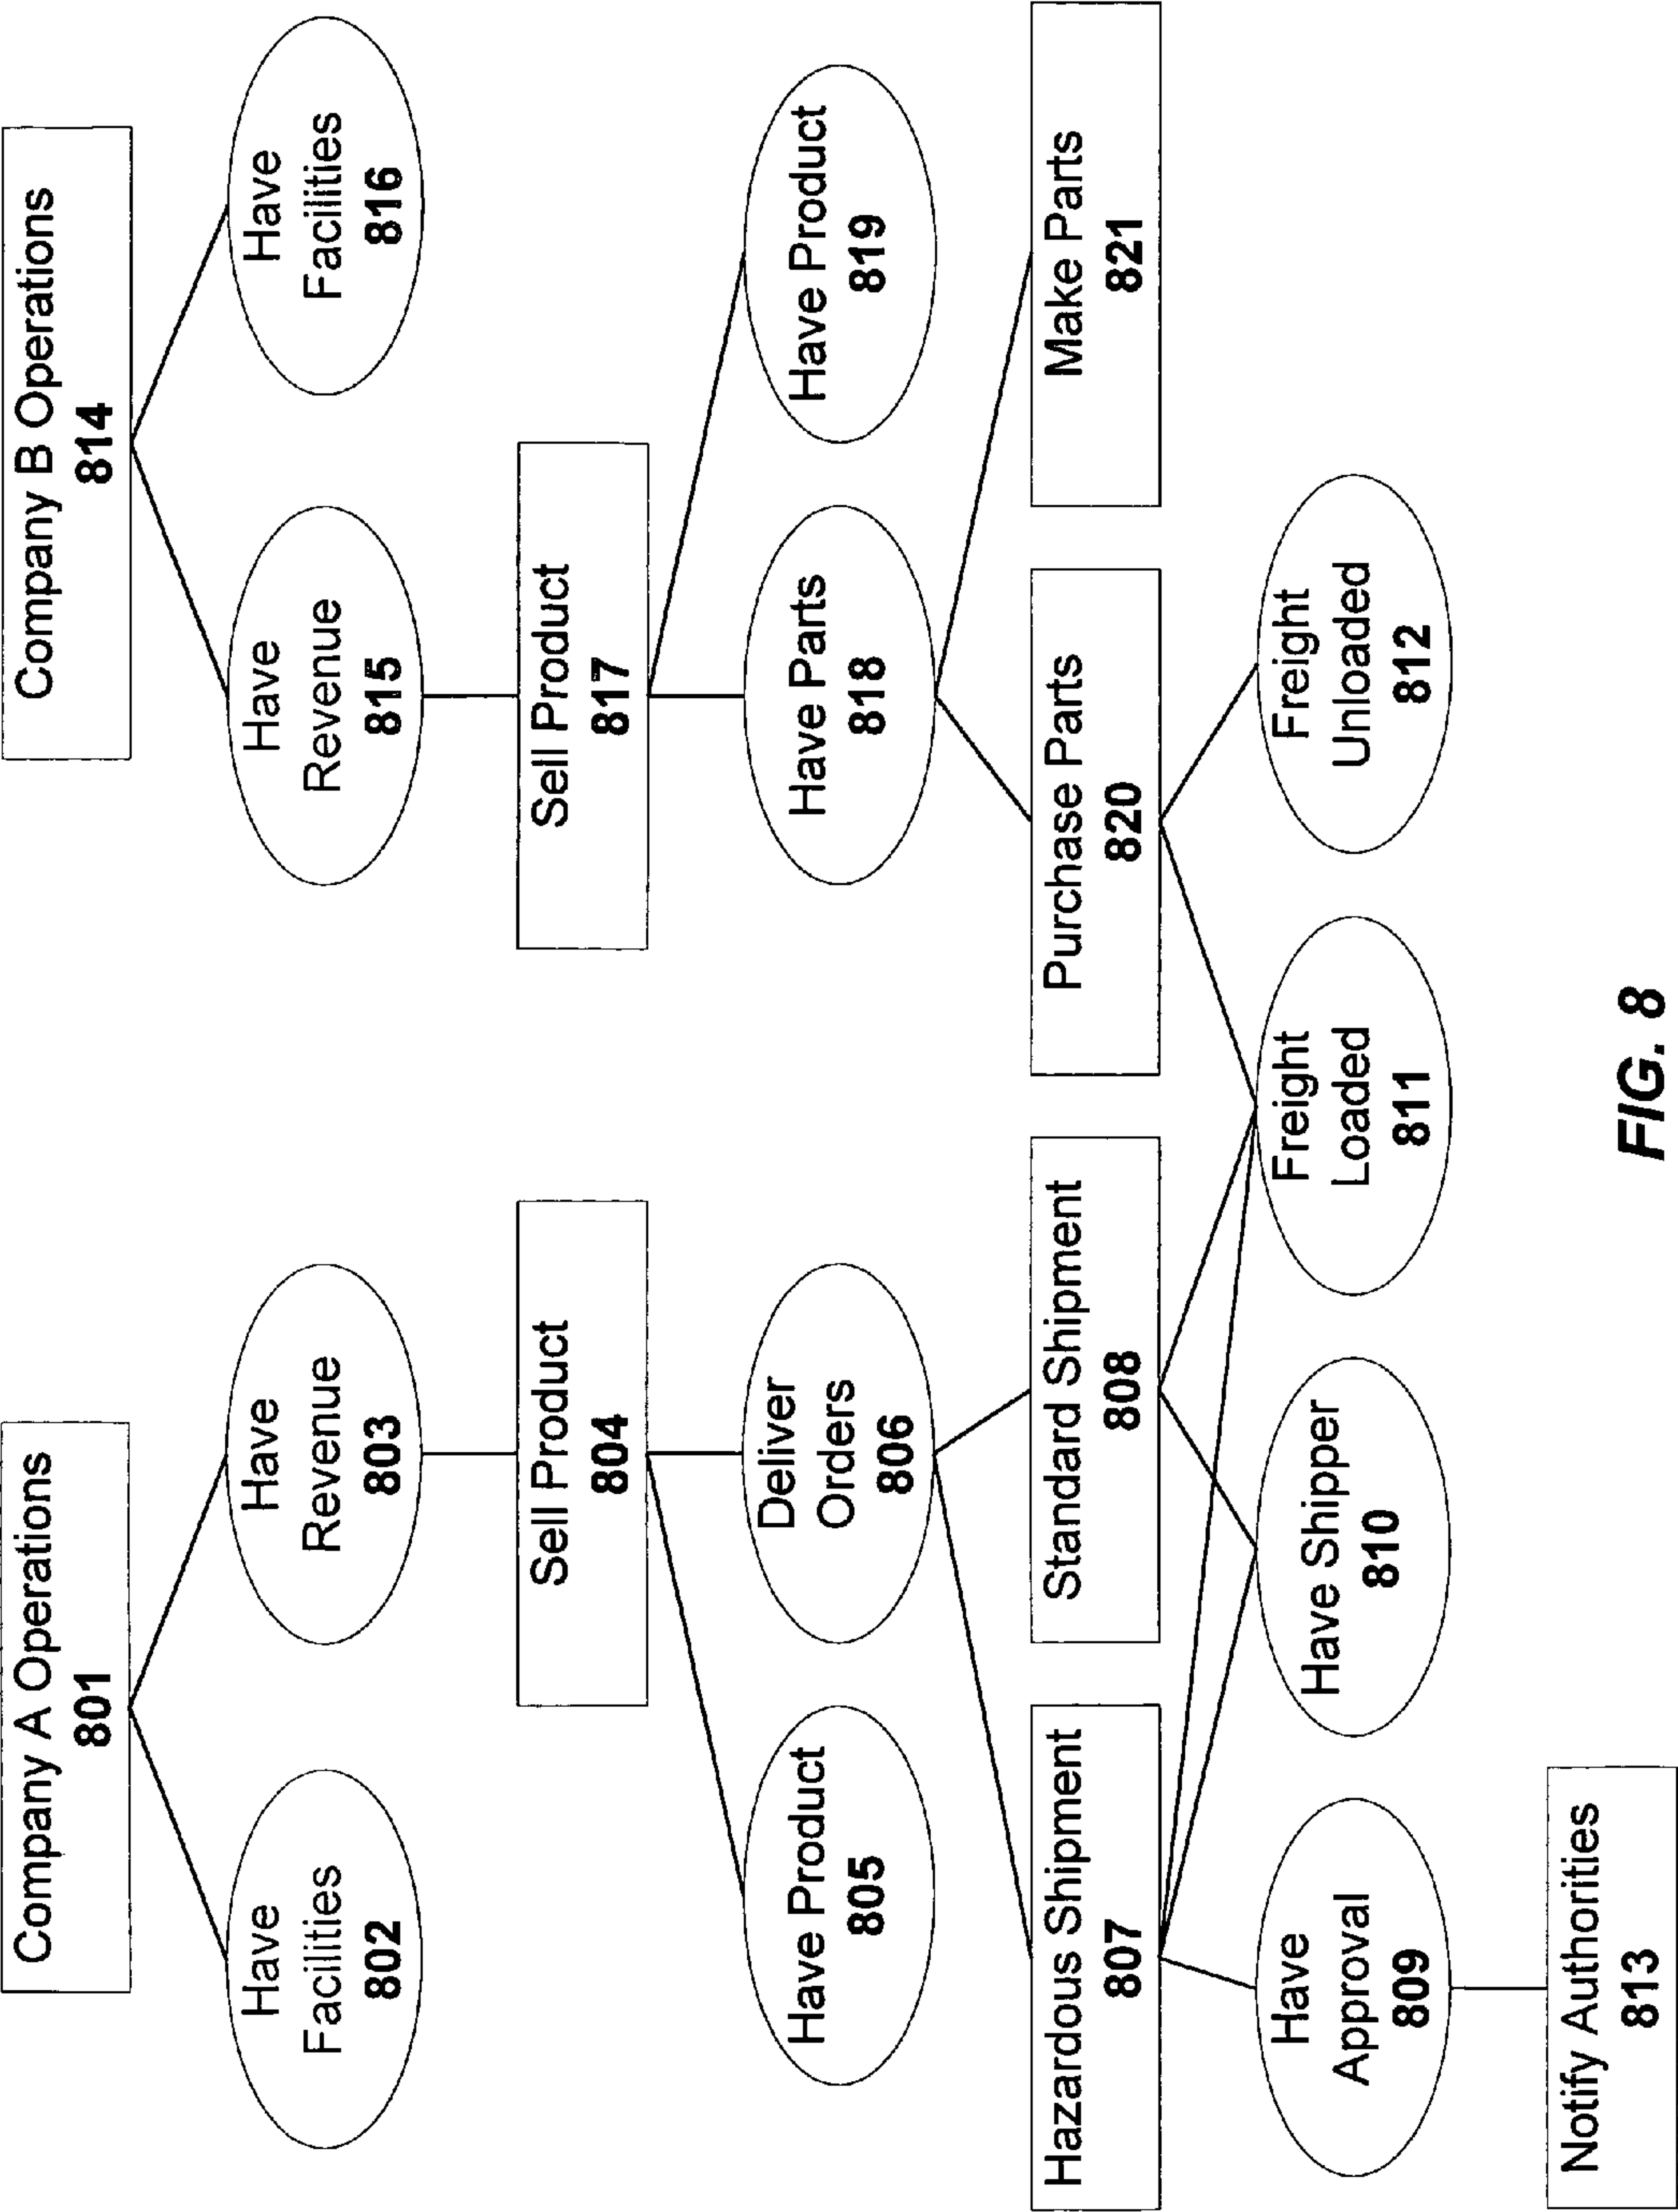 Company A Operations
801
Company B Operations
814
Have
Facilities
802
Have
Revenue
803
Have
Revenue
815
Have
Facilities
816
Sell Product
804
Sell Product
817
Have Product
805
Deliver
Orders
806
Have Parts
818
Have Product
819
Hazardous Shipment
807
Standard Shipment
808
Purchase Parts
820
Make Parts
821
Have
Approval
809
Have Shipper
810
Freight
Loaded
811
Freight
Unloaded
812
Notify Authorities
813
FIG. 8